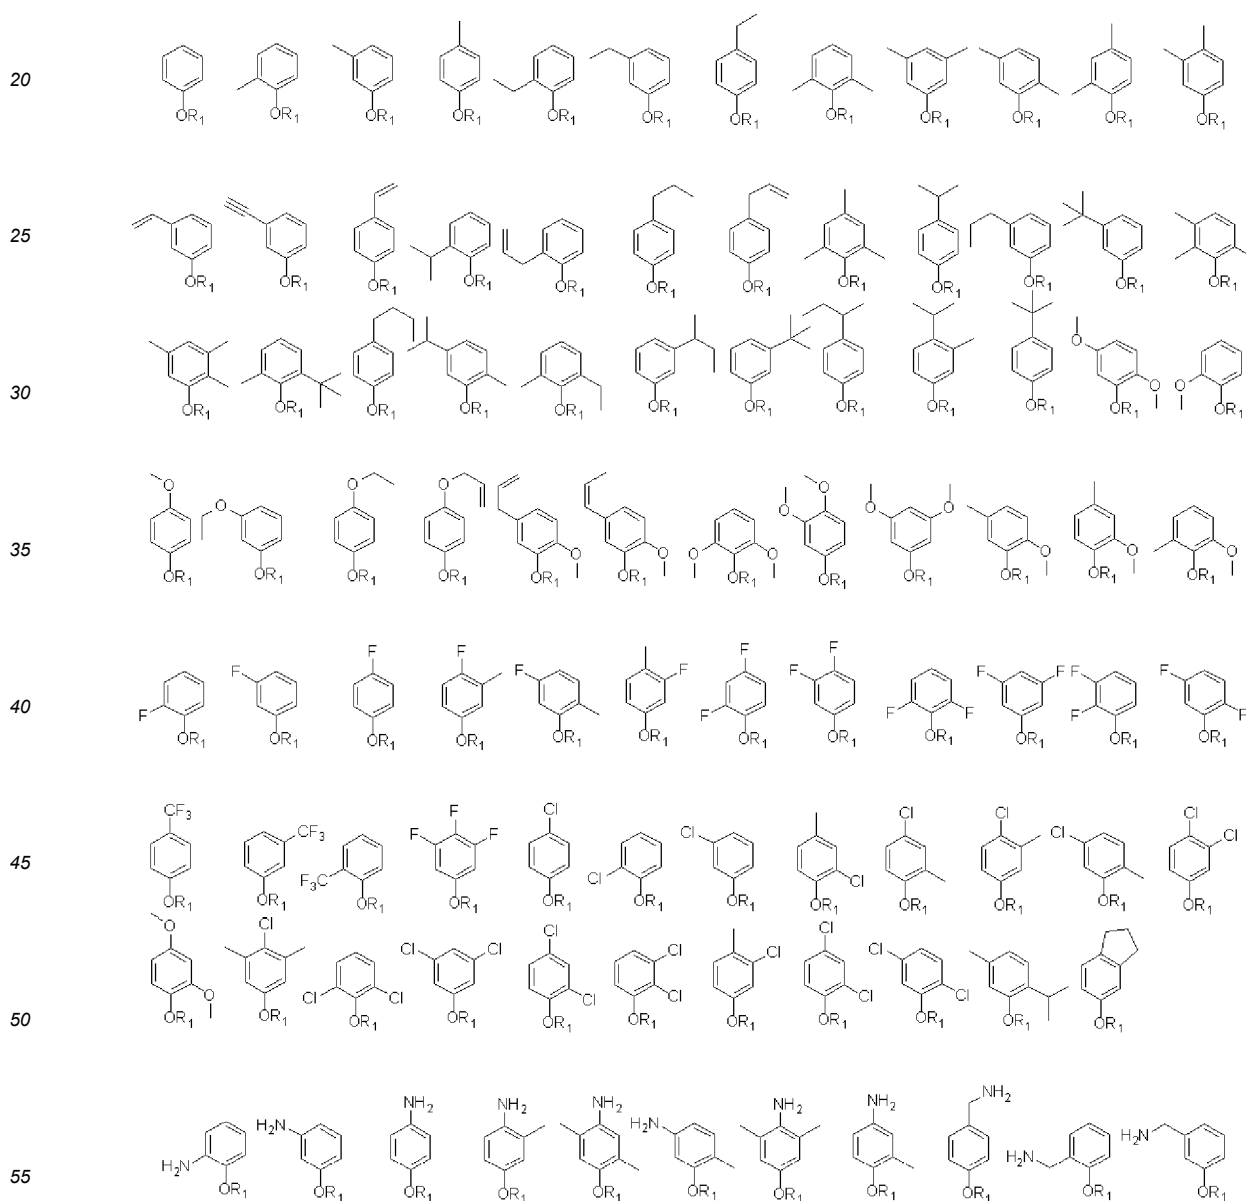 20
OR1 OR1 OR1 OR1 OR1 OR1 OR1 OR1 OR1 OR1 OR1 OR1
25
OR1 OR1 OR1 OR1 OR1 OR1 OR1 OR1 OR1 OR1 OR1 OR1
O
30 O O
OR1 OR1 OR1 OR1 OR1 OR1 OR1 OR1 OR1 OR1 OR1 OR1
O O O O O O O O
35 O O O O O O O
OR1 OR1 OR1 OR1 OR1 OR1 OR1 OR1 OR1 OR1 OR1 OR1
F F F F F F F F F F F F F
40 F F F F F F
OR1 OR1 OR1 OR1 OR1 OR1 OR1 OR1 OR1 OR1 OR1 OR1
CF3 CF3 F F F Cl Cl Cl Cl Cl Cl Cl
45 F3C Cl Cl
OR1 OR1 OR1 OR1 OR1 OR1 OR1 OR1 OR1 OR1 OR1 OR1
O Cl Cl Cl Cl Cl Cl Cl Cl
O Cl Cl Cl Cl Cl Cl
50
OR1 OR1 OR1 OR1 OR1 OR1 OR1 OR1 OR1 OR1 OR1
H2N NH2 NH2 NH2 H2N NH2 NH2 NH2 NH2
55 H2N NH2
OR1 OR1 OR1 OR1 OR1 OR1 OR1 OR1 OR1 OR1 OR1